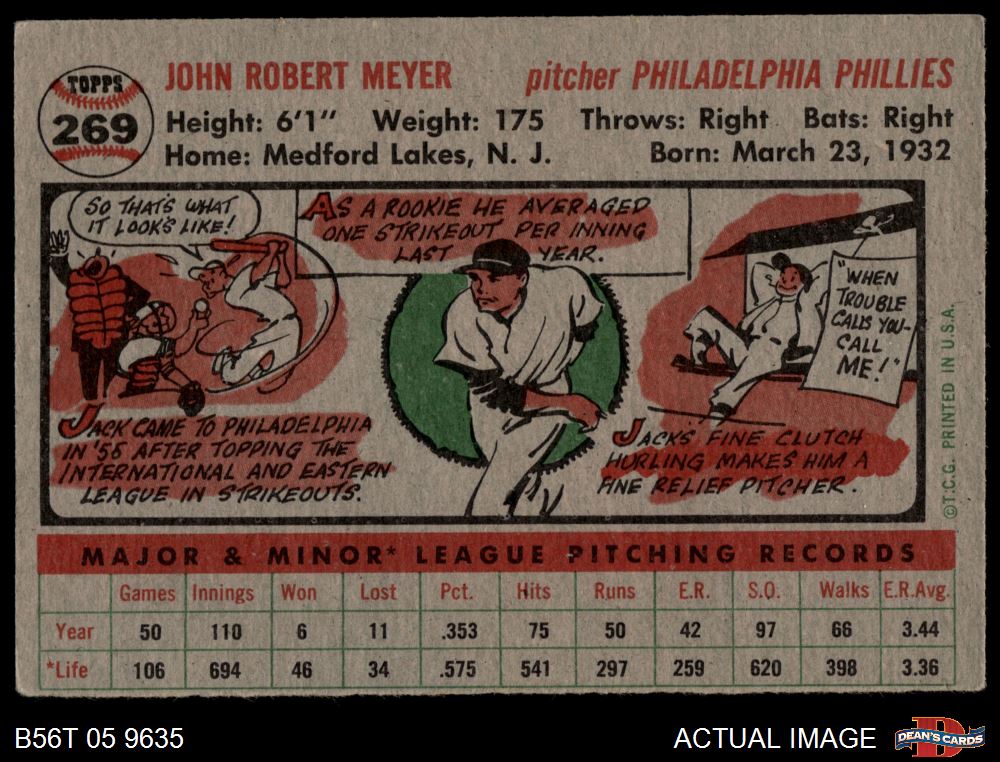 TOPPS
269
JOHN ROBERT MEYER pitcher PHILADELPHIA PHILLIES
Height: 6'1" Weight: 175 Throws: Right Bats: Right
Home: Medford Lakes, N. J. Born: March 23, 1932
SO THAT'S WHAT
IT LOOK'S LIKE!
AS A ROOKIE HE AVERAGED
ONE STRIKEOUT PER INNING
LAST YEAR.
"WHEN
TROUBLE
CALLS YOU-
CALL
ME!"
JACK CAME TO PHILADELPHIA
IN '55 AFTER TOPPING THE
INTERNATIONAL AND EASTERN
LEAGUE IN STRIKEOUTS.
JACK'S FINE CLUTCH
HURLING MAKES HIM A
FINE RELIEF PITCHER.
©T.C.G. PRINTED IN U.S.A.
MAJOR & MINOR* LEAGUE PITCHING RECORDS
Games Innings Won Lost Pct. Hits Runs E.R. S.O. Walks E.R.Avg.
Year 50 110 6 11 .353 75 50 42 97 66 3.44
*Life 106 694 46 34 .575 541 297 259 620 398 3.36
B56T 05 9635 ACTUAL IMAGE DEAN'S CARDS